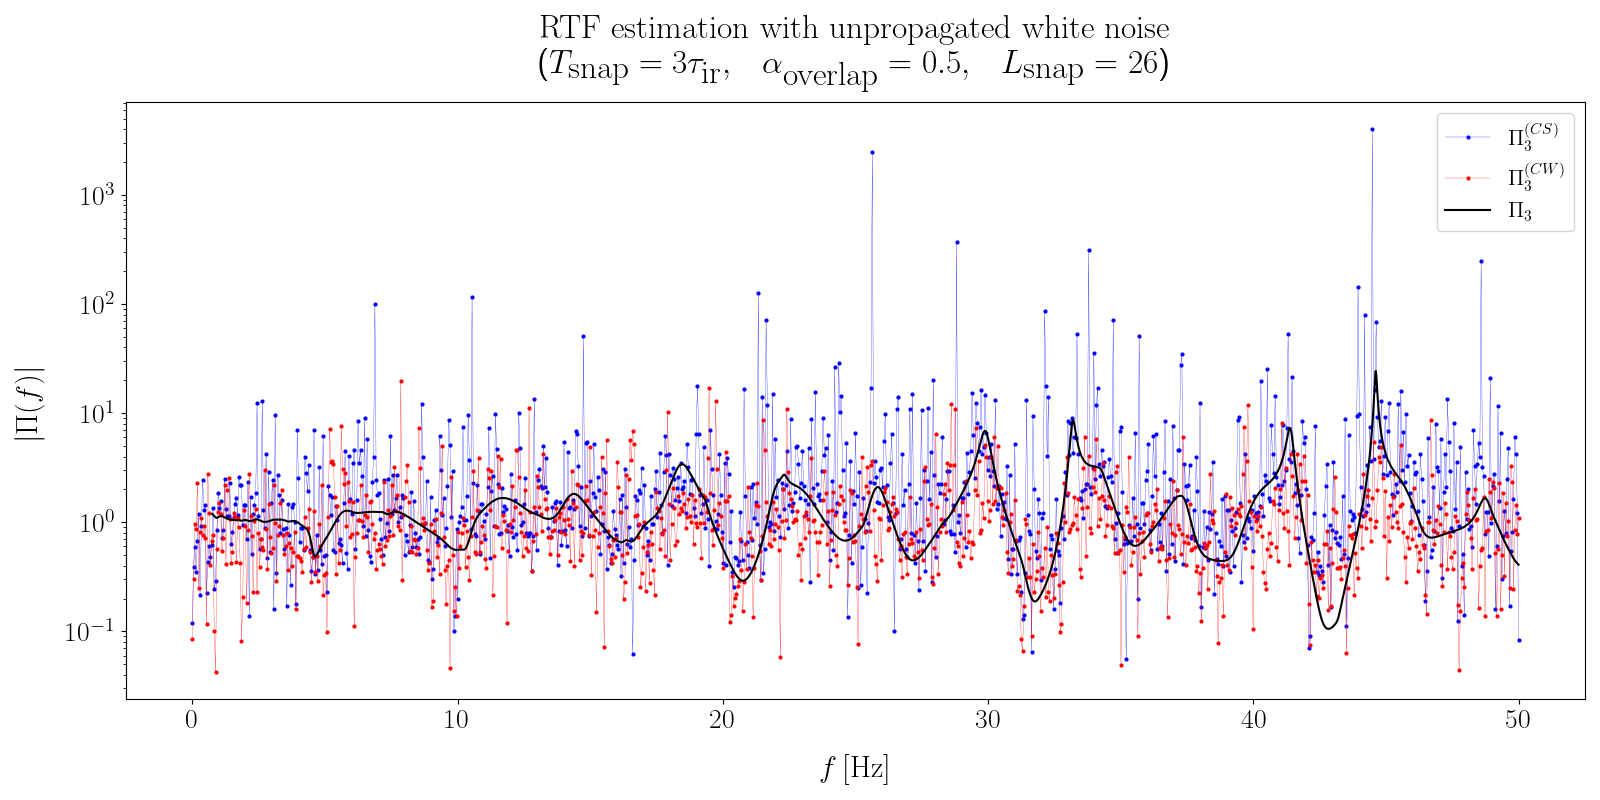 RTF estimation with unpropagated white noise
(T_snap = 3τ_ir, α_overlap = 0.5, L_snap = 26)
Π_3^(CS)
Π_3^(CW)
Π_3
|Π(f)|
10^3
10^2
10^1
10^0
10^−1
0 10 20 30 40 50
f [Hz]